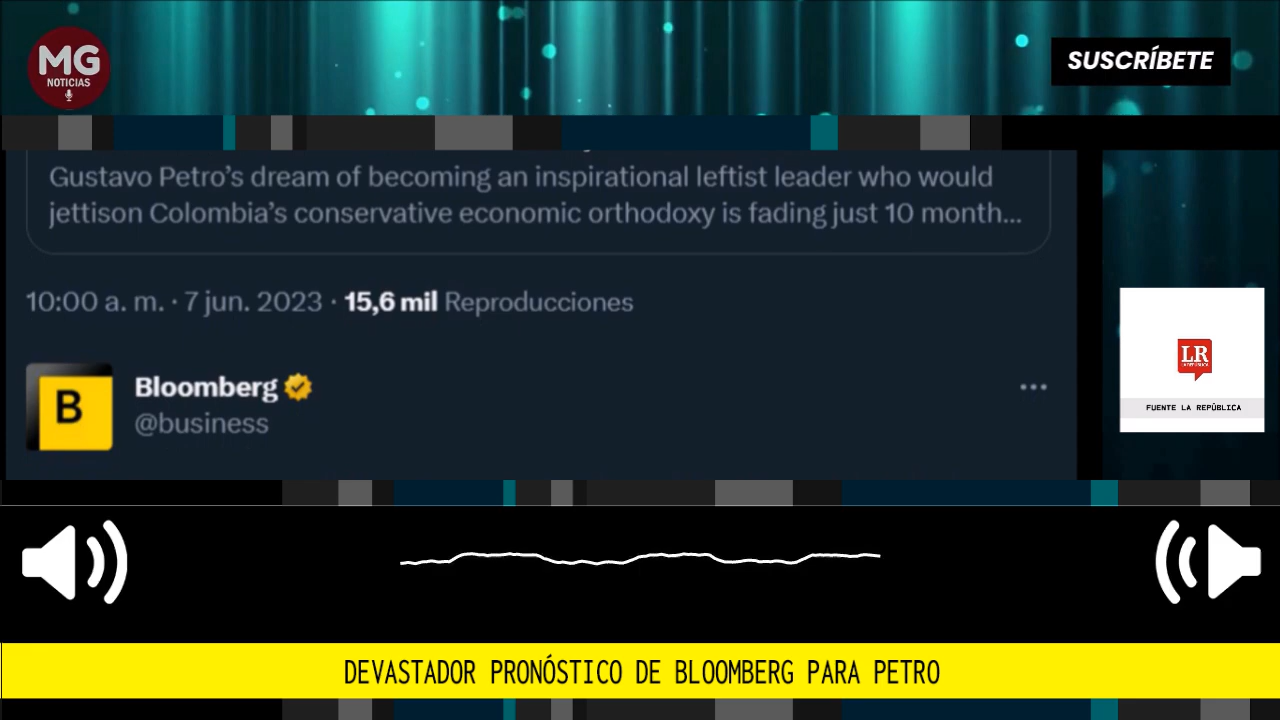 MG
NOTICIAS
SUSCRÍBETE
Gustavo Petro’s dream of becoming an inspirational leftist leader who would
jettison Colombia’s conservative economic orthodoxy is fading just 10 month...
10:00 a. m. · 7 jun. 2023 · 15,6 mil Reproducciones
B
Bloomberg
@business
LR
LA REPÚBLICA
FUENTE LA REPÚBLICA
DEVASTADOR PRONÓSTICO DE BLOOMBERG PARA PETRO